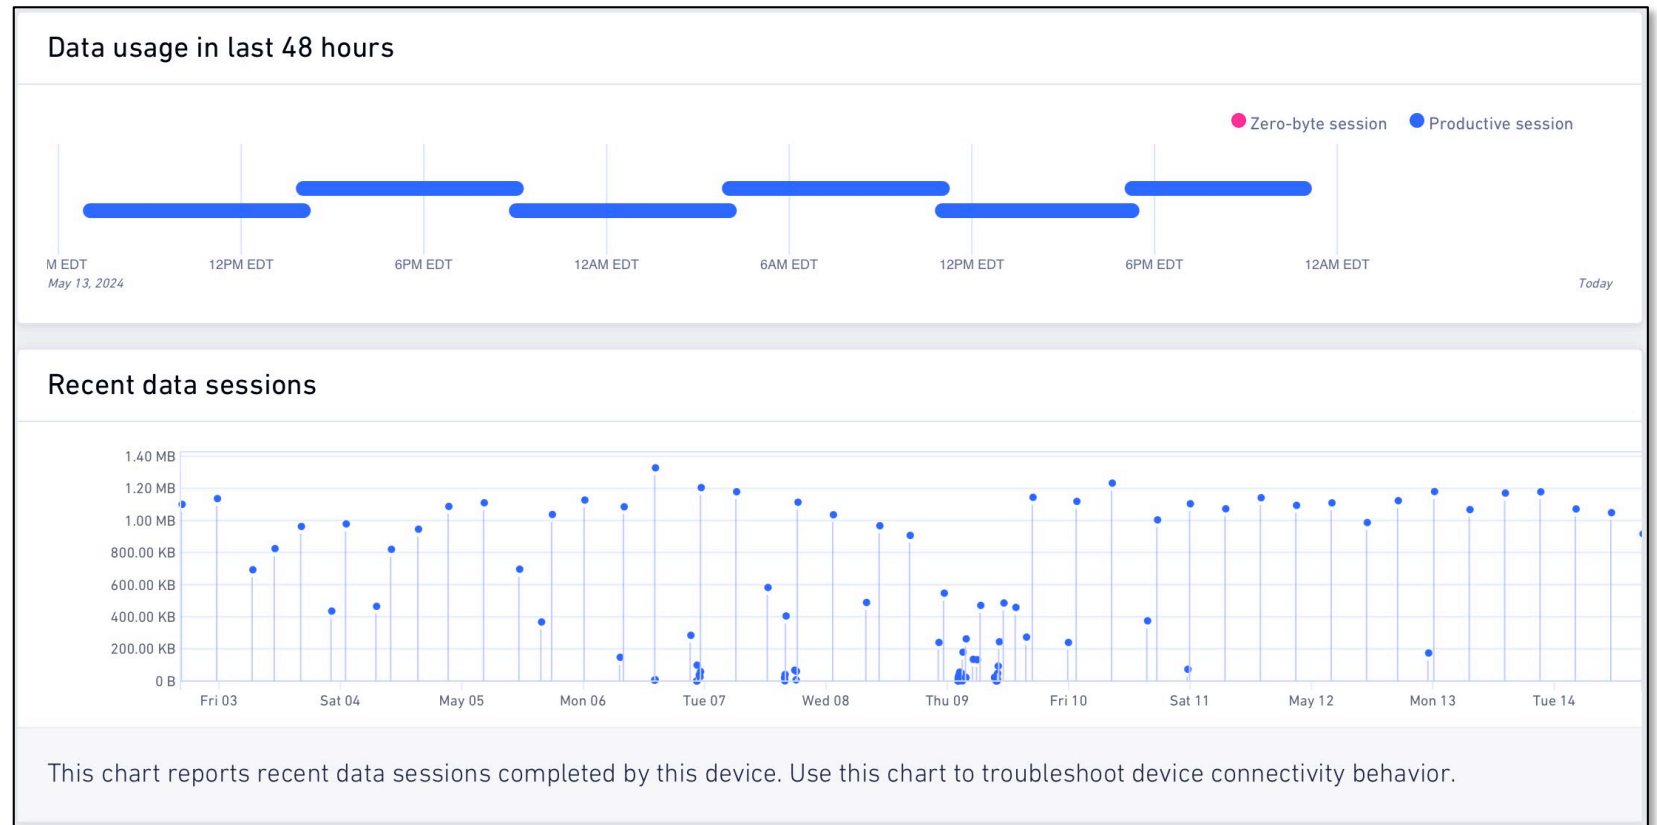 Data usage in last 48 hours
Zero-byte session Productive session
M EDT 12PM EDT 6PM EDT 12AM EDT 6AM EDT 12PM EDT 6PM EDT 12AM EDT
May 13, 2024 Today
Recent data sessions
1.40 MB
1.20 MB
1.00 MB
800.00 KB
600.00 KB
400.00 KB
200.00 KB
0 B
Fri 03 Sat 04 May 05 Mon 06 Tue 07 Wed 08 Thu 09 Fri 10 Sat 11 May 12 Mon 13 Tue 14
This chart reports recent data sessions completed by this device. Use this chart to troubleshoot device connectivity behavior.